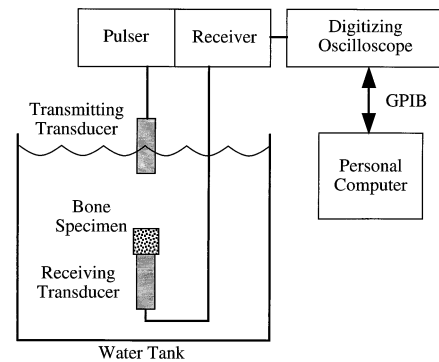 Pulser
Receiver
Digitizing
Oscilloscope
Transmitting
Transducer
GPIB
Personal
Computer
Bone
Specimen
Receiving
Transducer
Water Tank